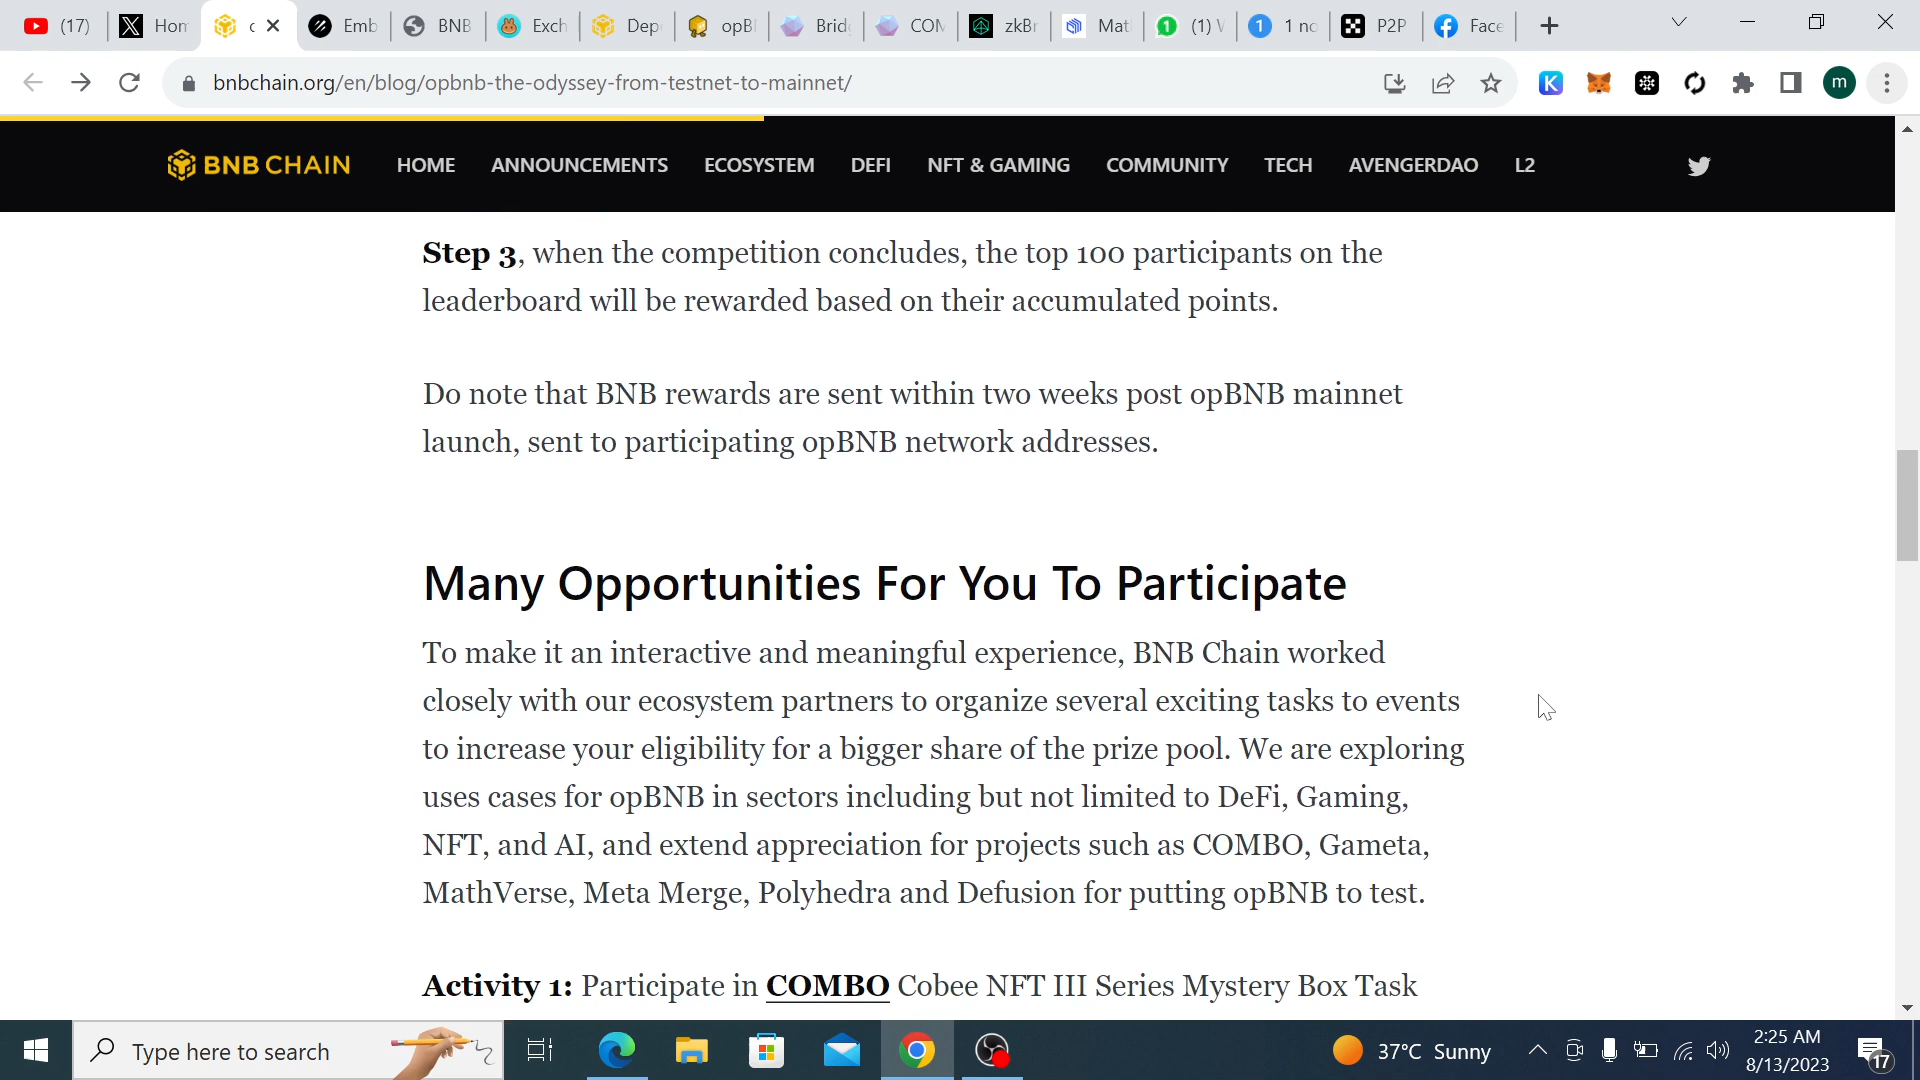 (17)
Hom
c
Emb
BNB
Exch
Dep
opBI
Bridg
COM
zkBr
Mati
(1) W
1 no
P2P
Face
bnbchain.org/en/blog/opbnb-the-odyssey-from-testnet-to-mainnet/
m
BNB CHAIN HOME ANNOUNCEMENTS ECOSYSTEM DEFI NFT & GAMING COMMUNITY TECH AVENGERDAO L2
Step 3, when the competition concludes, the top 100 participants on the
leaderboard will be rewarded based on their accumulated points.
Do note that BNB rewards are sent within two weeks post opBNB mainnet
launch, sent to participating opBNB network addresses.
Many Opportunities For You To Participate
To make it an interactive and meaningful experience, BNB Chain worked
closely with our ecosystem partners to organize several exciting tasks to events
to increase your eligibility for a bigger share of the prize pool. We are exploring
uses cases for opBNB in sectors including but not limited to DeFi, Gaming,
NFT, and AI, and extend appreciation for projects such as COMBO, Gameta,
MathVerse, Meta Merge, Polyhedra and Defusion for putting opBNB to test.
Activity 1: Participate in COMBO Cobee NFT III Series Mystery Box Task
Type here to search
37°C Sunny
2:25 AM
8/13/2023
17